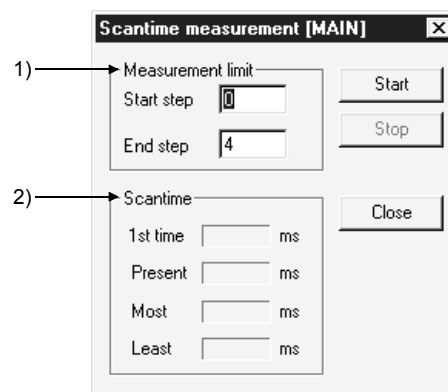 Scantime measurement [MAIN]
1) Measurement limit
Start step 0
End step 4
Start
Stop
2) Scantime
1st time ms
Present ms
Most ms
Least ms
Close